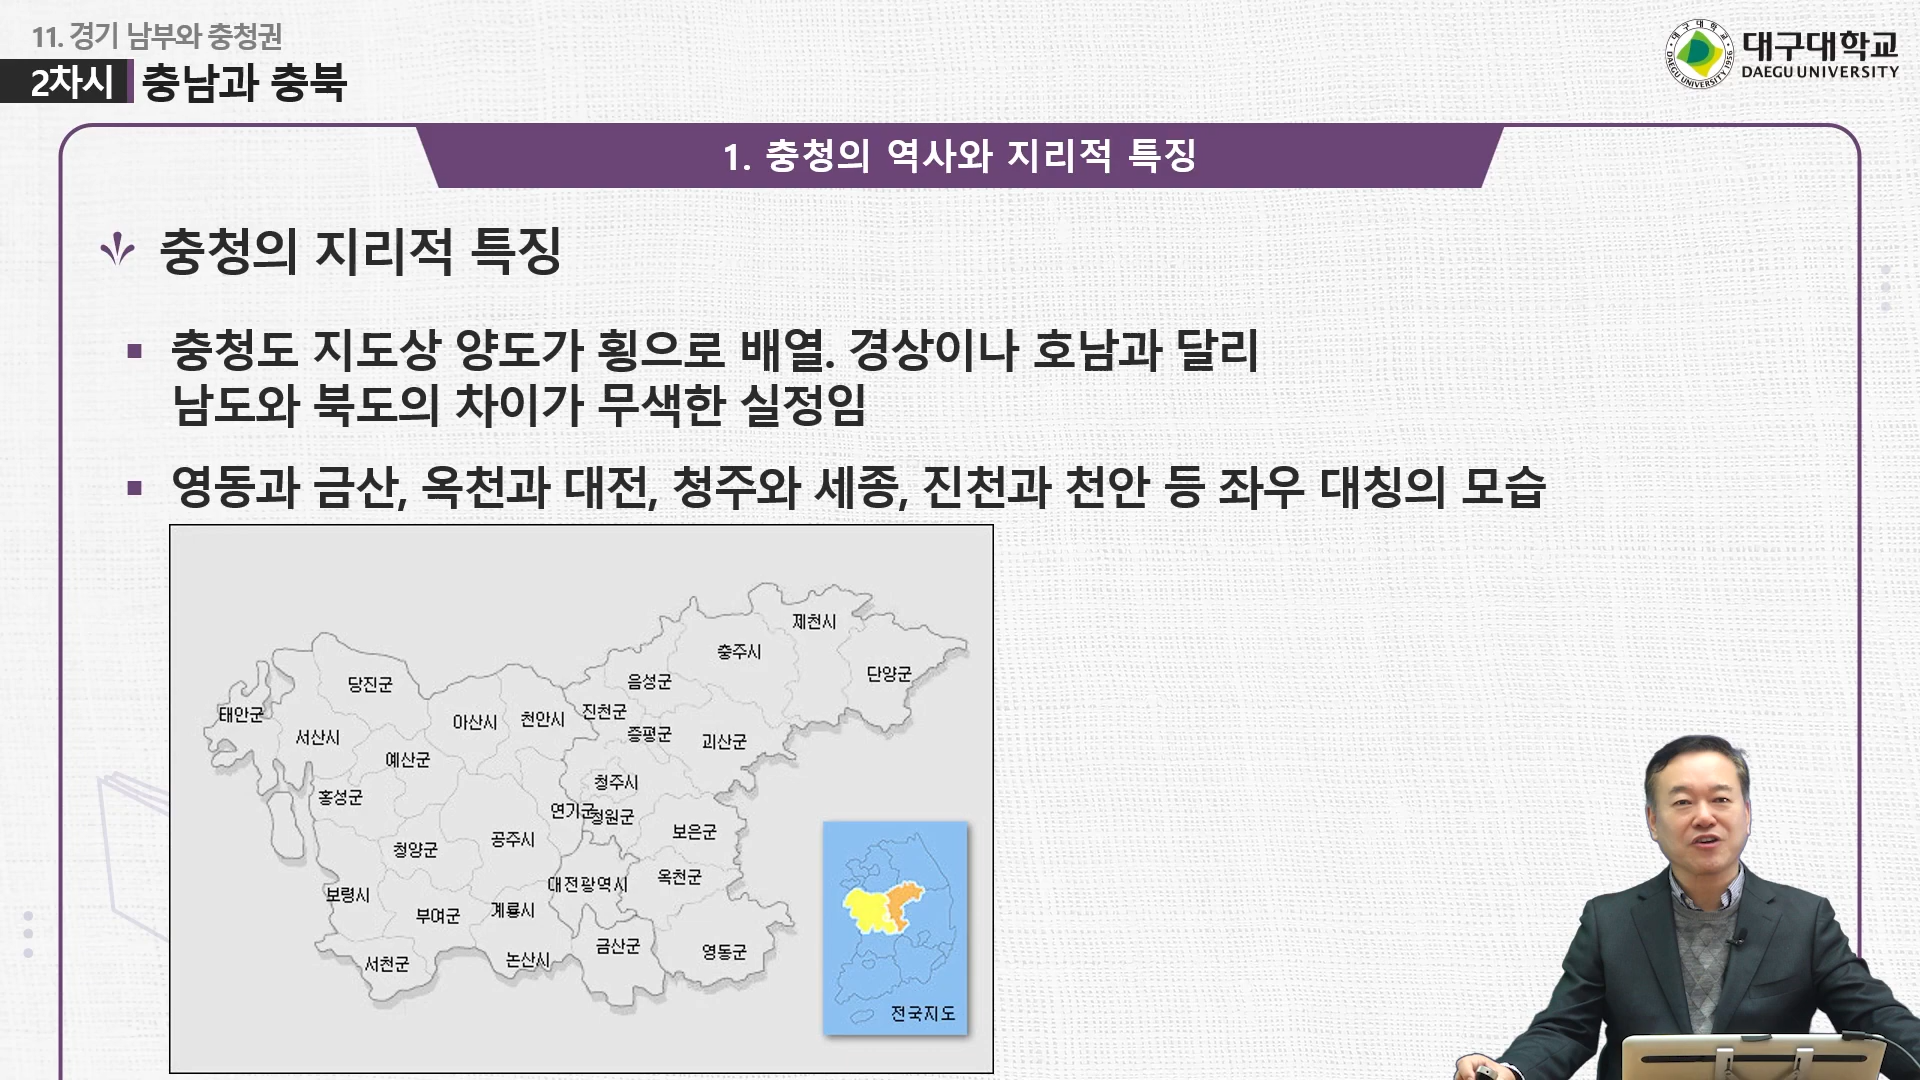 11. 경기 남부와 충청권
2차시 충남과 충북
대구대학교
DAEGU UNIVERSITY
대구대학교
DAEGU UNIVERSITY 1956
1. 충청의 역사와 지리적 특징
충청의 지리적 특징
충청도 지도상 양도가 횡으로 배열. 경상이나 호남과 달리
남도와 북도의 차이가 무색한 실정임
영동과 금산, 옥천과 대전, 청주와 세종, 진천과 천안 등 좌우 대칭의 모습
제천시
충주시
단양군
음성군
당진군
진천군
태안군
아산시
천안시
서산시
증평군
괴산군
예산군
청주시
홍성군
연기군
청원군
보은군
공주시
청양군
옥천군
대전광역시
보령시
계룡시
부여군
금산군
영동군
논산시
서천군
전국지도